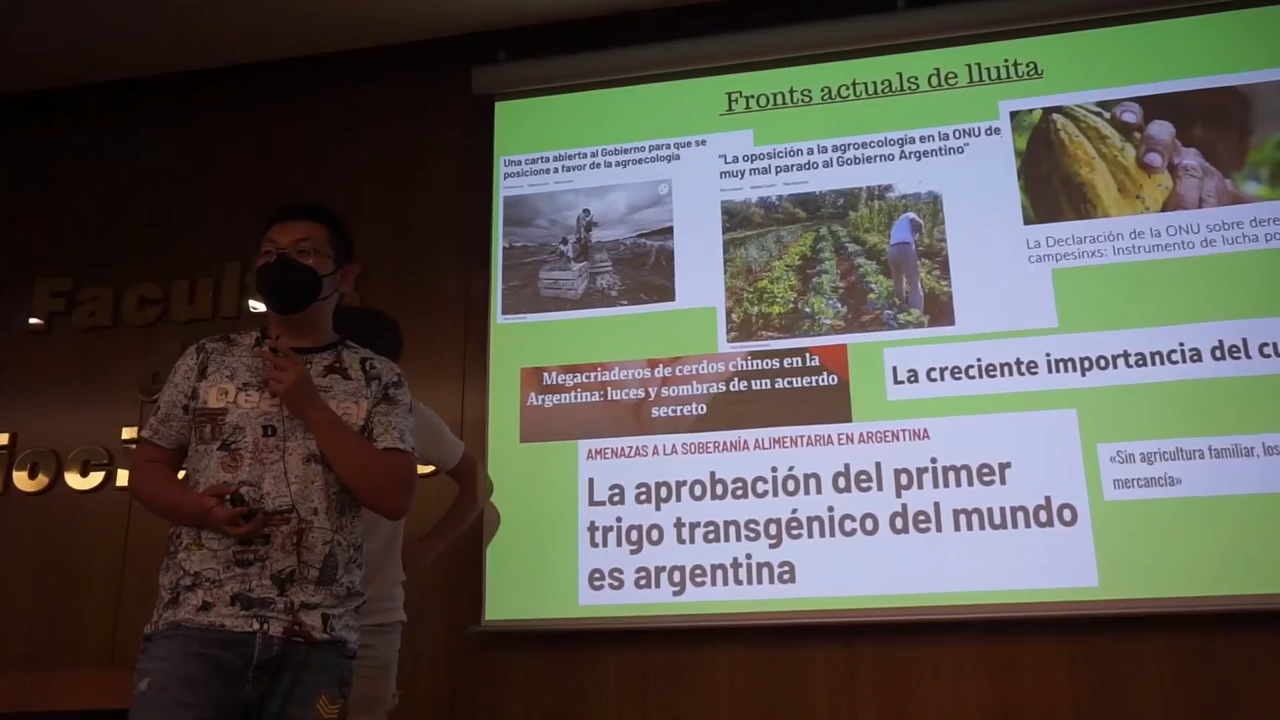 Fronts actuals de lluita
Una carta abierta al Gobierno para que se
posicione a favor de la agroecología
"La oposición a la agroecología en la ONU de
muy mal parado al Gobierno Argentino"
La Declaración de la ONU sobre dere
campesinxs: Instrumento de lucha po
Megacriaderos de cerdos chinos en la
Argentina: luces y sombras de un acuerdo
secreto
La creciente importancia del cu
AMENAZAS A LA SOBERANÍA ALIMENTARIA EN ARGENTINA
La aprobación del primer
trigo transgénico del mundo
es argentina
«Sin agricultura familiar, los
mercancía»
Facult
D